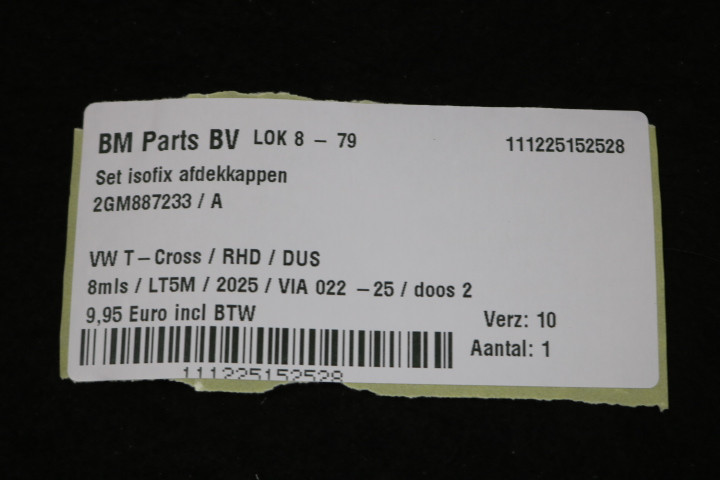 BM Parts BV LOK 8 - 79 111225152528
Set isofix afdekkappen
2GM887233 / A
VW T-Cross / RHD / DUS
8mls / LT5M / 2025 / VIA 022 -25 / doos 2
9,95 Euro incl BTW
Verz: 10
Aantal: 1
111225152528